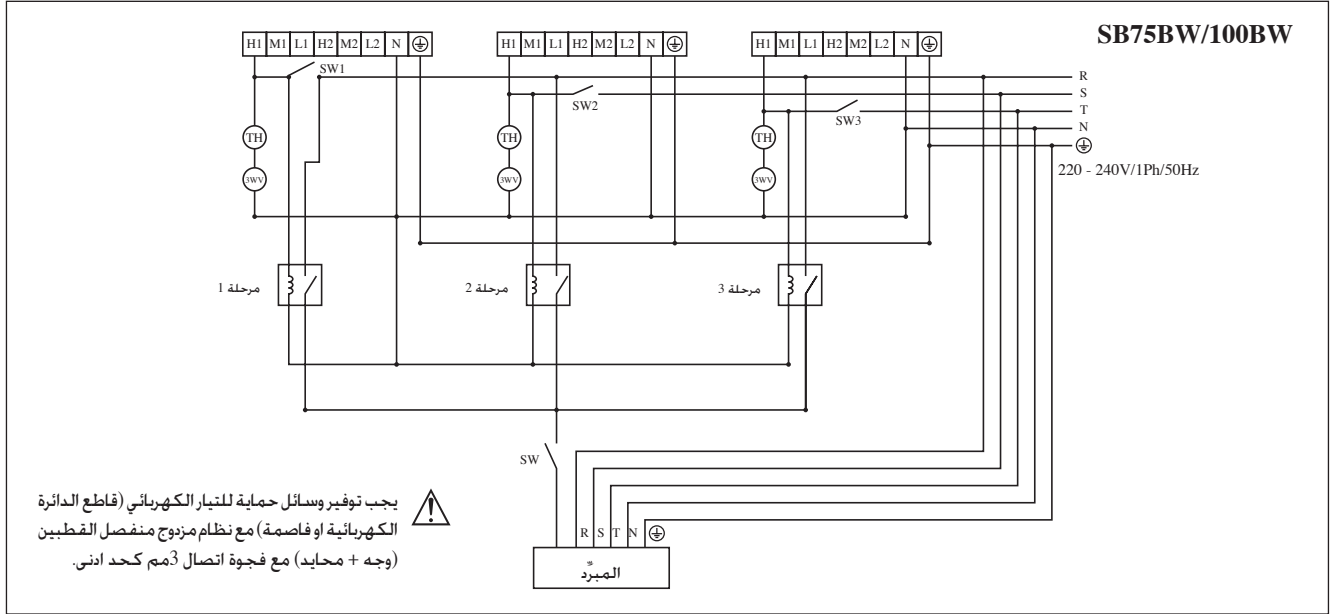 SB75BW/100BW
H1 M1 L1 H2 M2 L2 N
H1 M1 L1 H2 M2 L2 N
H1 M1 L1 H2 M2 L2 N
SW1
R
S
SW2
T
SW3
N
TH
TH
TH
220 - 240V/1Ph/50Hz
3WV
3WV
3WV
مرحلة 1
مرحلة 2
مرحلة 3
SW
يجب توفير وسائل حماية للتيار الكهربائي (قاطع الدائرة
الكهربائية او فاصمة) مع نظام مزدوج منفصل القطبين
(وجه + محايد) مع فجوة اتصال 3مم كحد ادنى.
R S T N
المبرّد